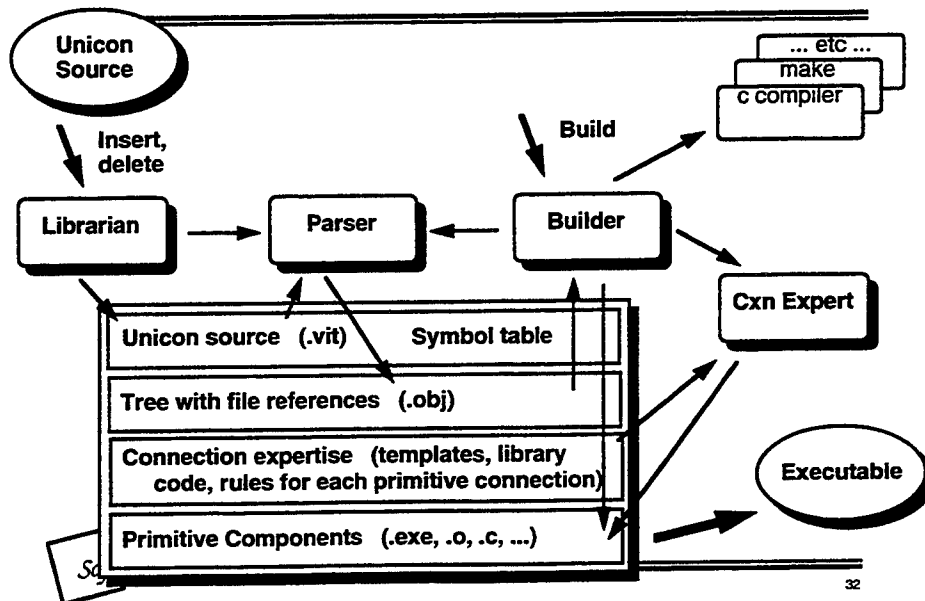 Unicon
Source
... etc ...
make
c compiler
Insert,
delete
Build
Librarian
Parser
Builder
Cxn Expert
Unicon source (.vit) Symbol table
Tree with file references (.obj)
Connection expertise (templates, library
code, rules for each primitive connection)
Primitive Components (.exe, .o, .c, ...)
Executable
32